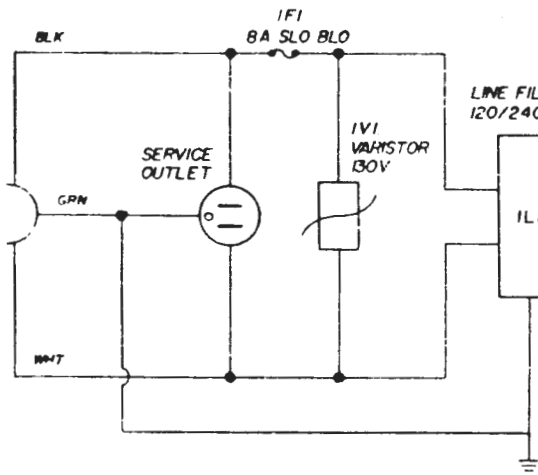 1F1
8A SLO BLO
BLK
LINE FIL
120/240
1V1
VARISTOR
130V
SERVICE
OUTLET
GRN
1L
WHT